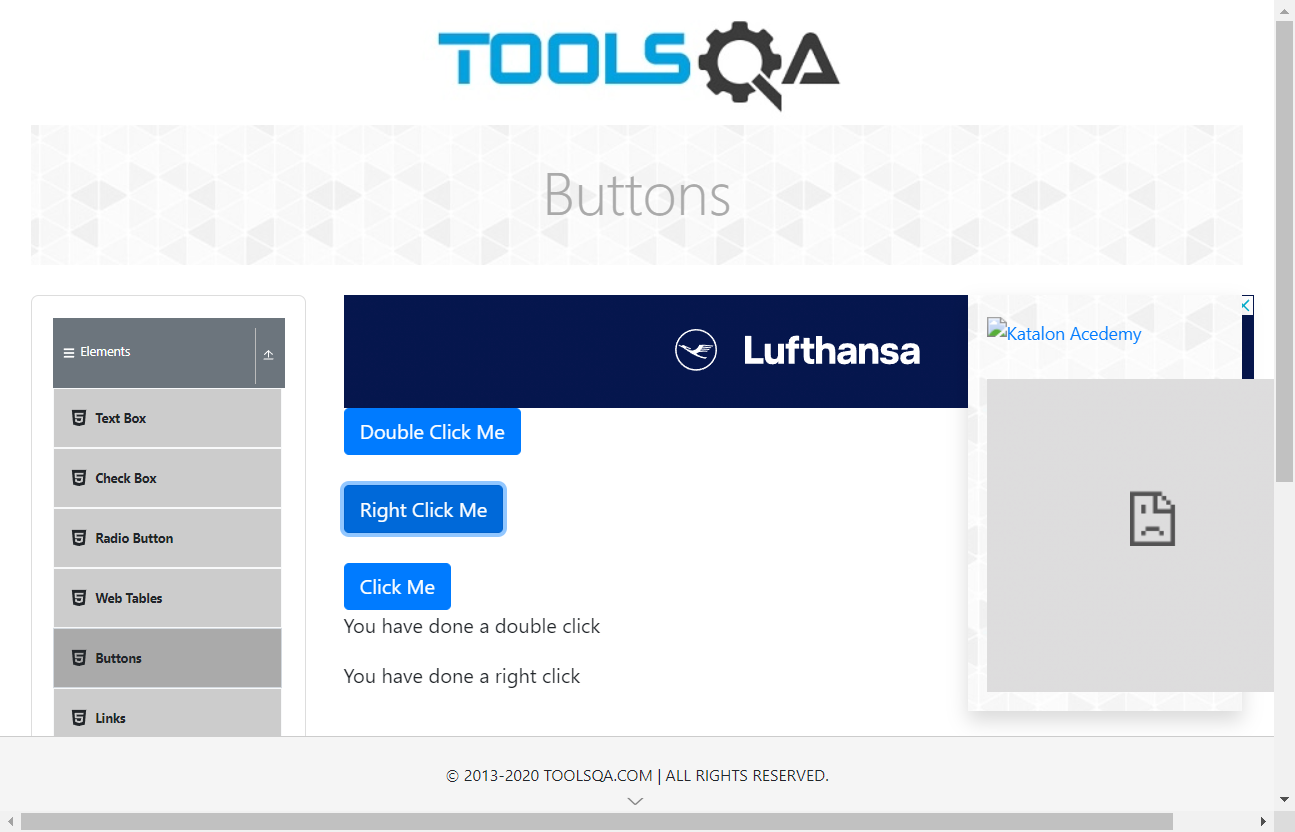 TOOLSQA
Buttons
Elements
Text Box
Check Box
Radio Button
Web Tables
Buttons
Links
Lufthansa
Double Click Me
Right Click Me
Click Me
You have done a double click
You have done a right click
Katalon Acedemy
© 2013-2020 TOOLSQA.COM | ALL RIGHTS RESERVED.